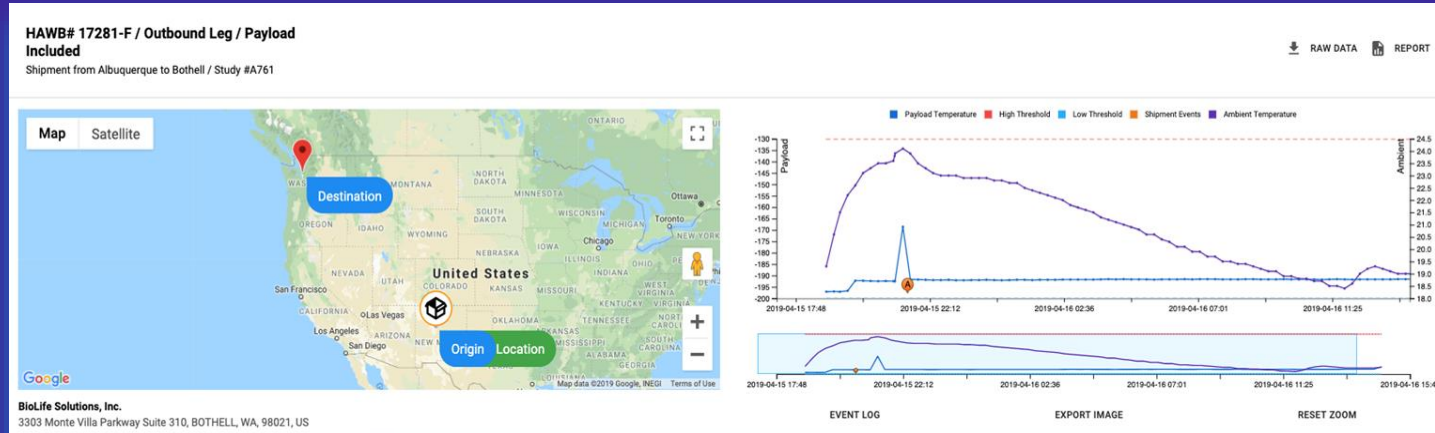 HAWB# 17281-F / Outbound Leg / Payload
Included
Shipment from Albuquerque to Bothell / Study #A761
RAW DATA
REPORT
Map
Satellite
ONTARIO
WAS
MONTANA
NORTH
DAKOTA
MINNESOTA
Destination
Ottawa
OREGON
IDAHO
SOUTH
DAKOTA
WISCONSIN
MICHIGAN
Toronto
WYOMING
NEW YORK
IOWA
Chicago
NEBRASKA
ILLINOIS
INDIANA
OHIO
NEVADA
UTAH
United States
COLORADO
KANSAS
MISSOURI
WEST
VIRGINIA
KENTUCKY
VIRGINIA
San Francisco
CALIFORNIA
Las Vegas
OKLAHOMA
TENNESSEE
NORTH
CAROLI
Los Angeles
ARIZONA
NEW M
ARKANSAS
MISSISSIPPI
SOUTH
CAROLINA
San Diego
Origin
Location
ALABAMA
GEORGIA
+
−
Google
Map data ©2019 Google, INEGI
Terms of Use
Payload Temperature
High Threshold
Low Threshold
Shipment Events
Ambient Temperature
Payload
-130
-135
-140
-145
-150
-155
-160
-165
-170
-175
-180
-185
-190
-195
-200
A
Ambient
24.5
24.0
23.5
23.0
22.5
22.0
21.5
21.0
20.5
20.0
19.5
19.0
18.5
18.0
2019-04-15 17:48
2019-04-15 22:12
2019-04-16 02:36
2019-04-16 07:01
2019-04-16 11:25
2019-04-15 17:48
2019-04-15 22:12
2019-04-16 02:36
2019-04-16 07:01
2019-04-16 11:25
2019-04-16 15:4
EVENT LOG
EXPORT IMAGE
RESET ZOOM
BioLife Solutions, Inc.
3303 Monte Villa Parkway Suite 310, BOTHELL, WA, 98021, US